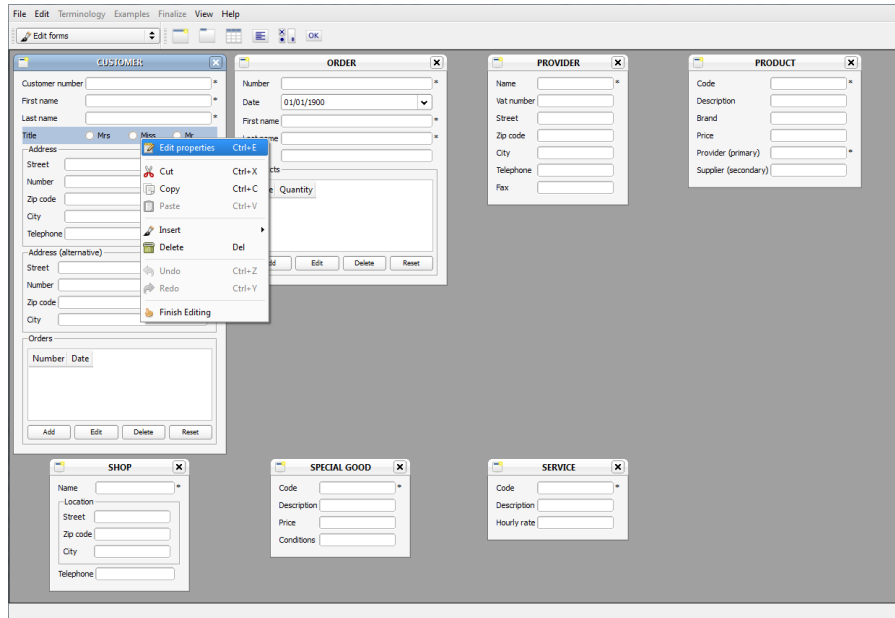 File Edit Terminology Examples Finalize View Help
Edit forms OK
CUSTOMER
Customer number *
First name *
Last name *
Title Mrs Miss Mr
Address
Street
Number
Zip code
City
Telephone
Address (alternative)
Street
Number
Zip code
City
Orders
Number Date
Add Edit Delete Reset
Edit properties Ctrl+E
Cut Ctrl+X
Copy Ctrl+C
Paste Ctrl+V
Insert
Delete Del
Undo Ctrl+Z
Redo Ctrl+Y
Finish Editing
ORDER
Number *
Date 01/01/1900
First name *
*
Quantity
Edit Delete Reset
PROVIDER
Name *
Vat number
Street
Zip code
City
Telephone
Fax
PRODUCT
Code *
Description
Brand
Price
Provider (primary) *
Supplier (secondary)
SHOP
Name *
Location
Street
Zip code
City
Telephone
SPECIAL GOOD
Code *
Description
Price
Conditions
SERVICE
Code *
Description
Hourly rate